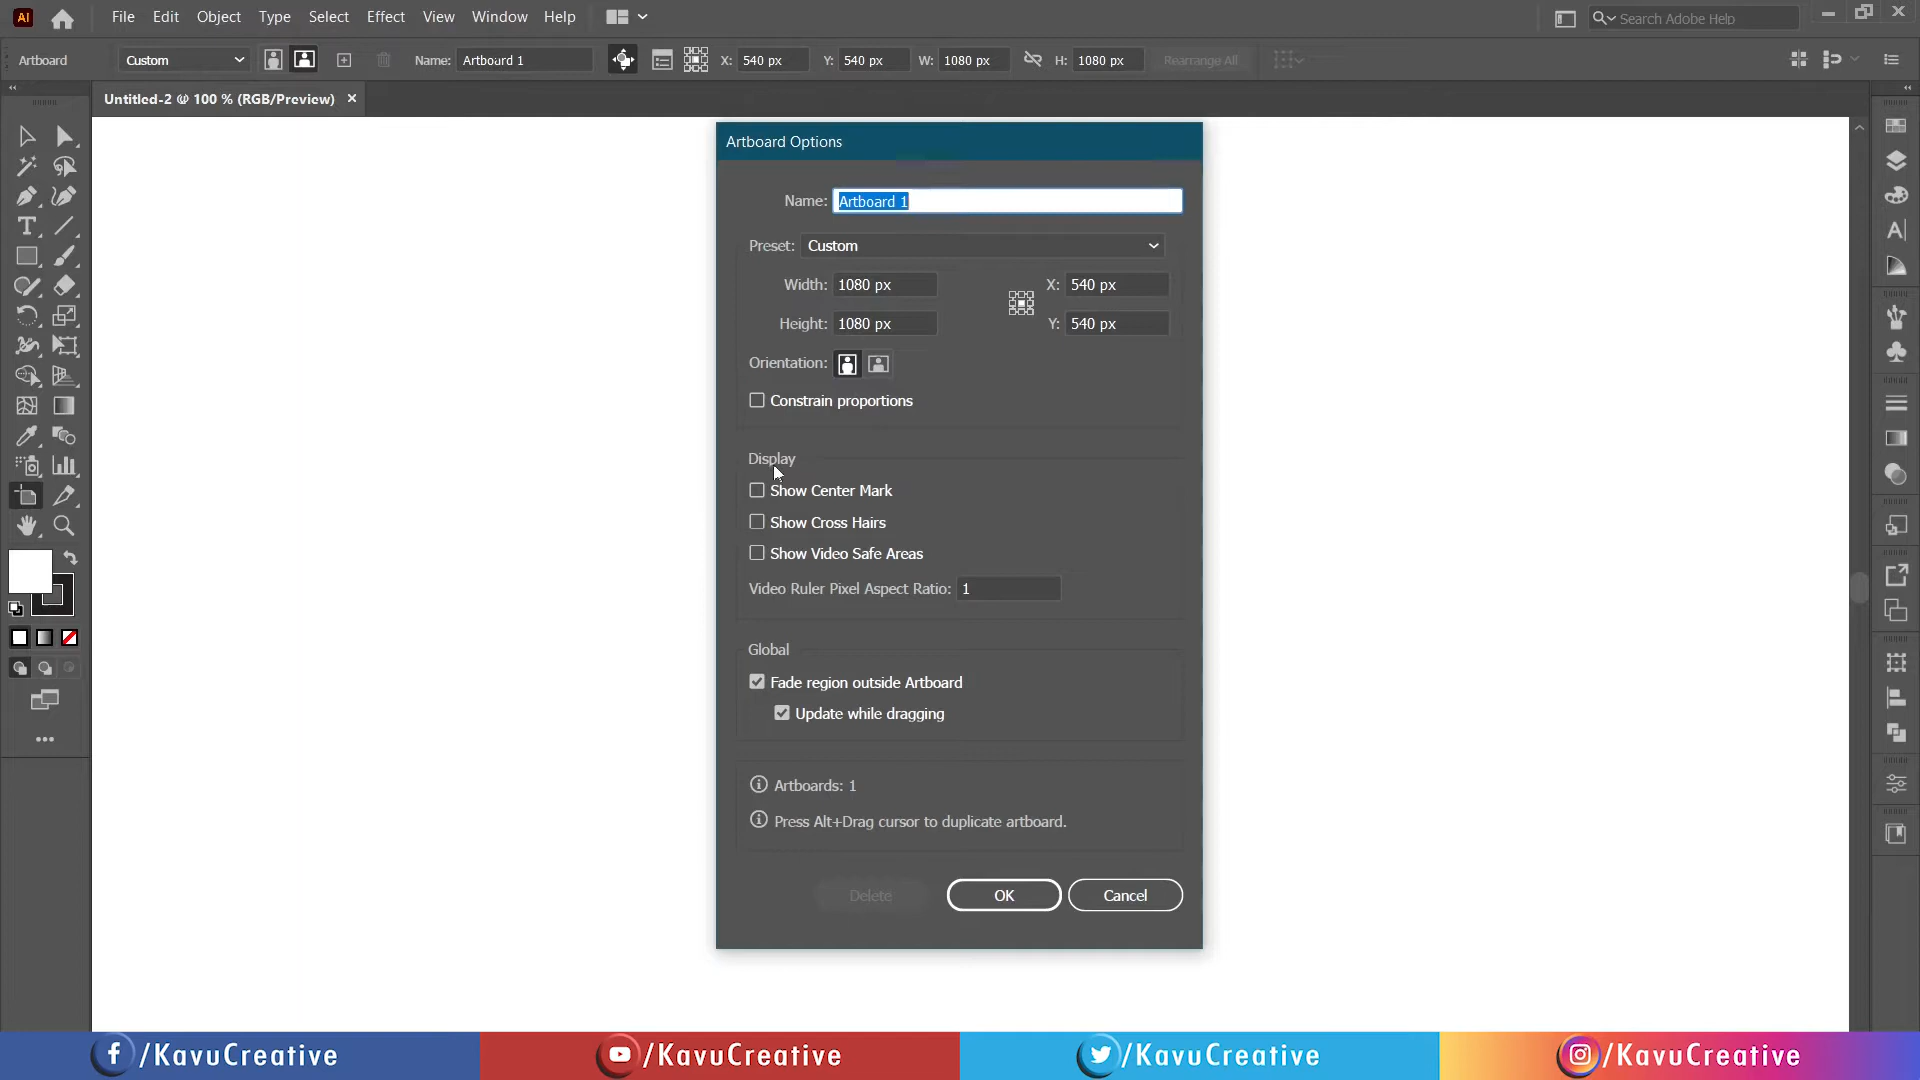 Ai File Edit Object Type Select Effect View Window Help Search Adobe Help
Artboard Custom Name: Artboard 1 X: 540 px Y: 540 px W: 1080 px H: 1080 px Rearrange All
Untitled-2 @ 100 % (RGB/Preview)
Artboard Options
Name: Artboard 1
Preset: Custom
Width: 1080 px X: 540 px
Height: 1080 px Y: 540 px
Orientation:
Constrain proportions
Display
Show Center Mark
Show Cross Hairs
Show Video Safe Areas
Video Ruler Pixel Aspect Ratio: 1
Global
Fade region outside Artboard
Update while dragging
Artboards: 1
Press Alt+Drag cursor to duplicate artboard.
Delete OK Cancel
/KavuCreative /KavuCreative /KavuCreative /KavuCreative